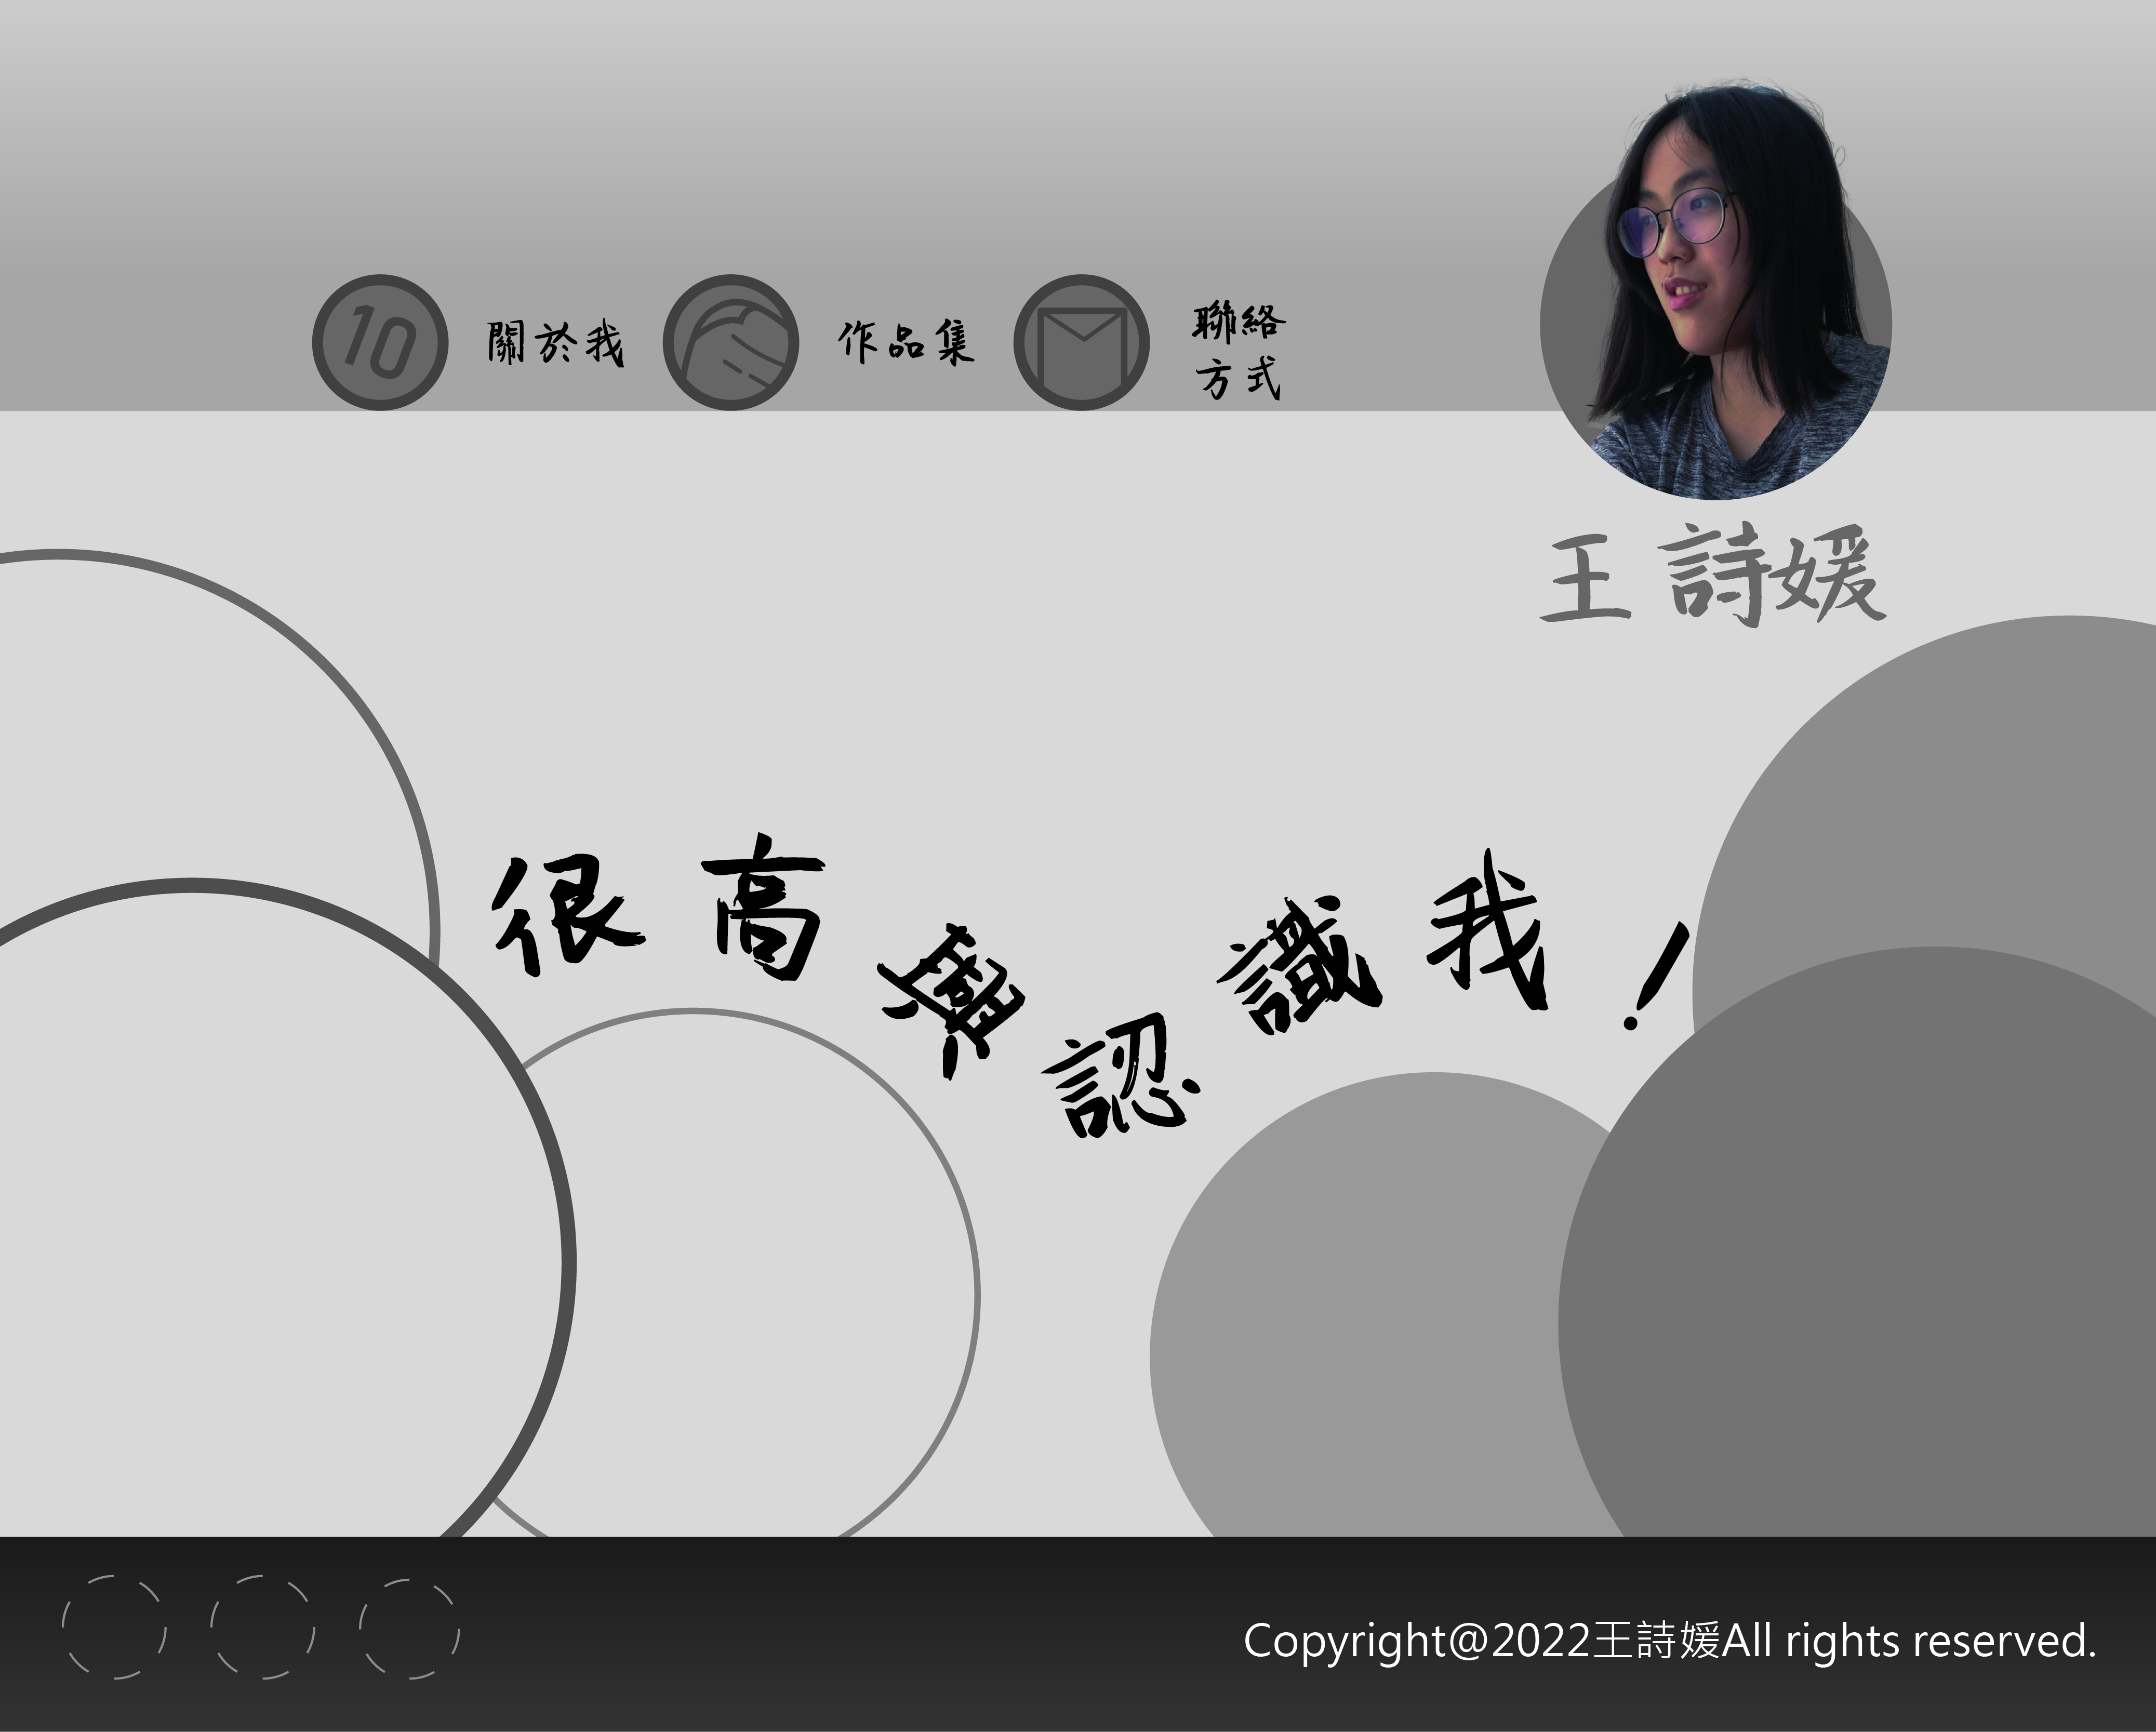 10 關於我 作品集 聯絡
方式
王詩媛
很高興認識我！
Copyright@2022王詩媛All rights reserved.